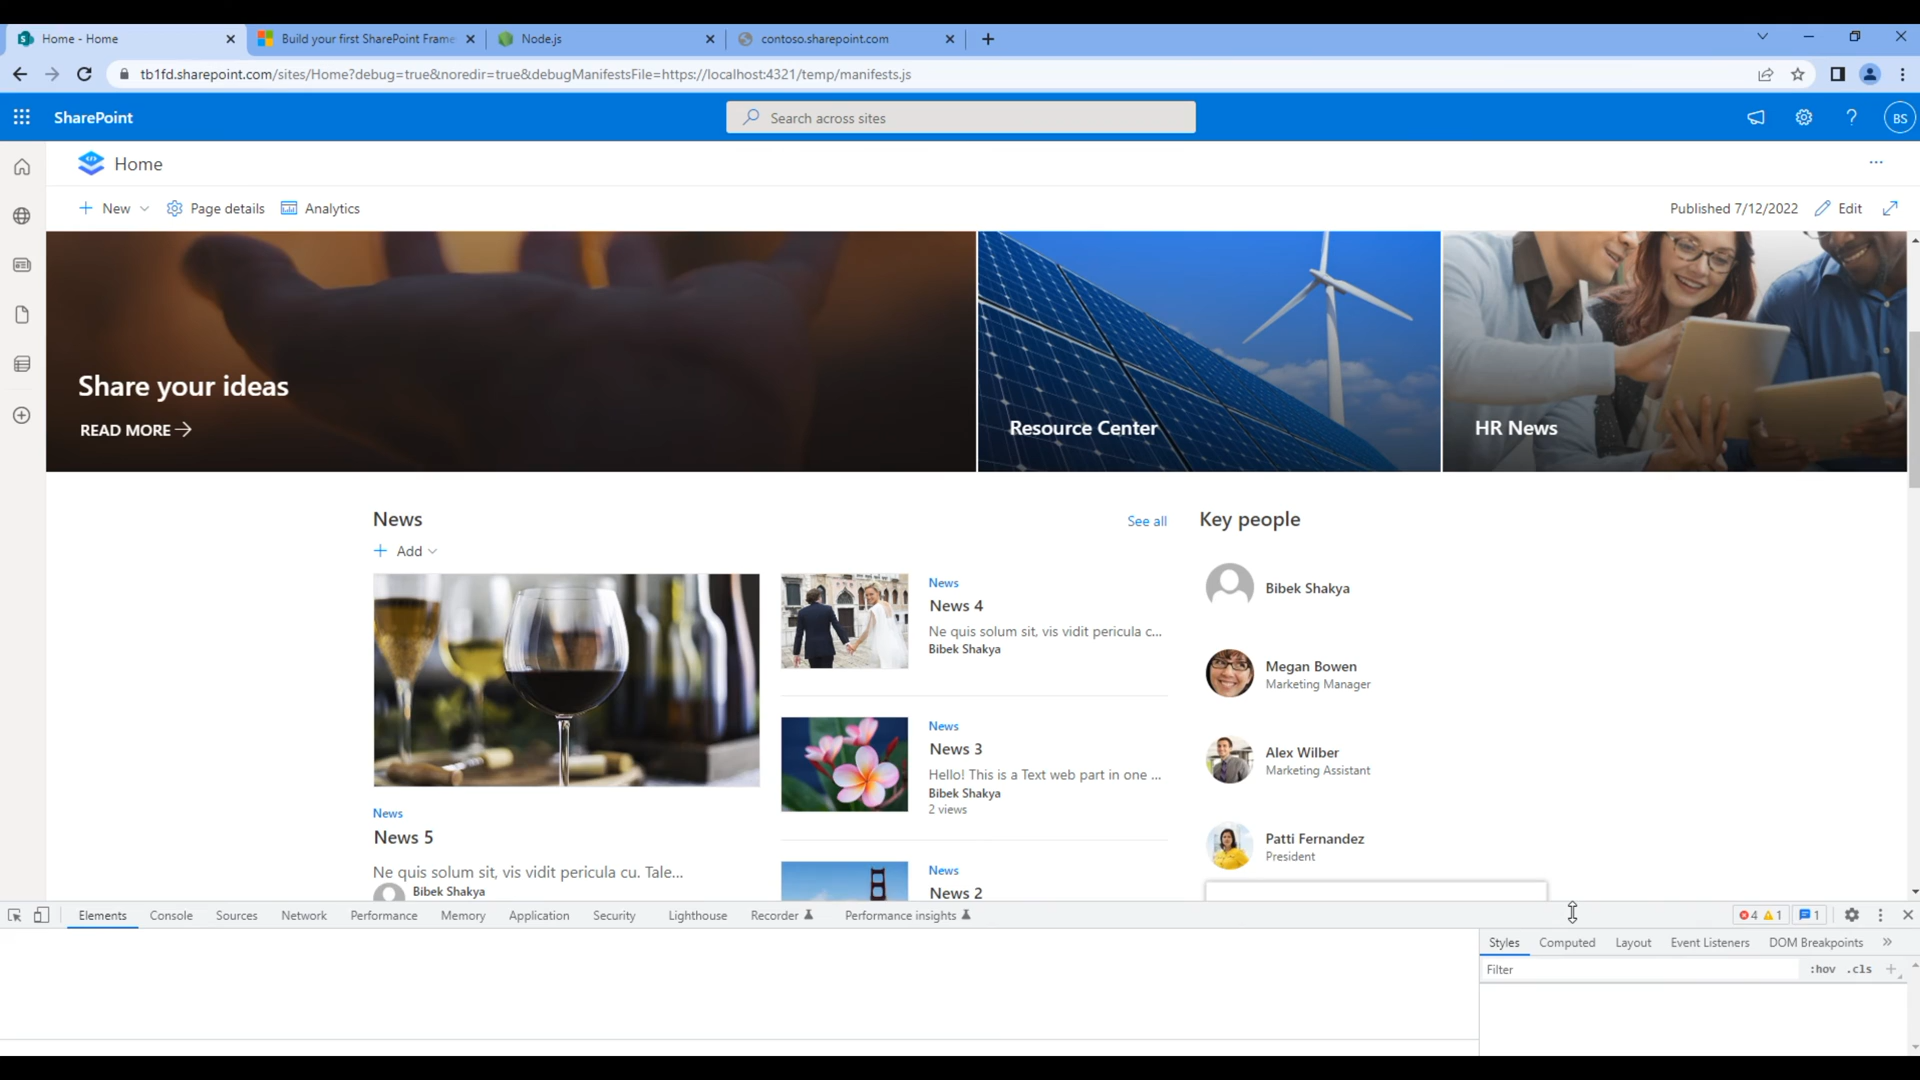 Home - Home
Build your first SharePoint Frame
Node.js
contoso.sharepoint.com
tb1fd.sharepoint.com/sites/Home?debug=true&noredir=true&debugManifestsFile=https://localhost:4321/temp/manifests.js
SharePoint
Search across sites
BS
Home
New
Page details
Analytics
Published 7/12/2022
Edit
Share your ideas
READ MORE
Resource Center
HR News
News
See all
Add
News
News 5
Ne quis solum sit, vis vidit pericula cu. Tale...
Bibek Shakya
News
News 4
Ne quis solum sit, vis vidit pericula c...
Bibek Shakya
News
News 3
Hello! This is a Text web part in one ...
Bibek Shakya
2 views
News
News 2
Key people
Bibek Shakya
Megan Bowen
Marketing Manager
Alex Wilber
Marketing Assistant
Patti Fernandez
President
Elements
Console
Sources
Network
Performance
Memory
Application
Security
Lighthouse
Recorder
Performance insights
4
1
1
Styles
Computed
Layout
Event Listeners
DOM Breakpoints
Filter
:hov
.cls